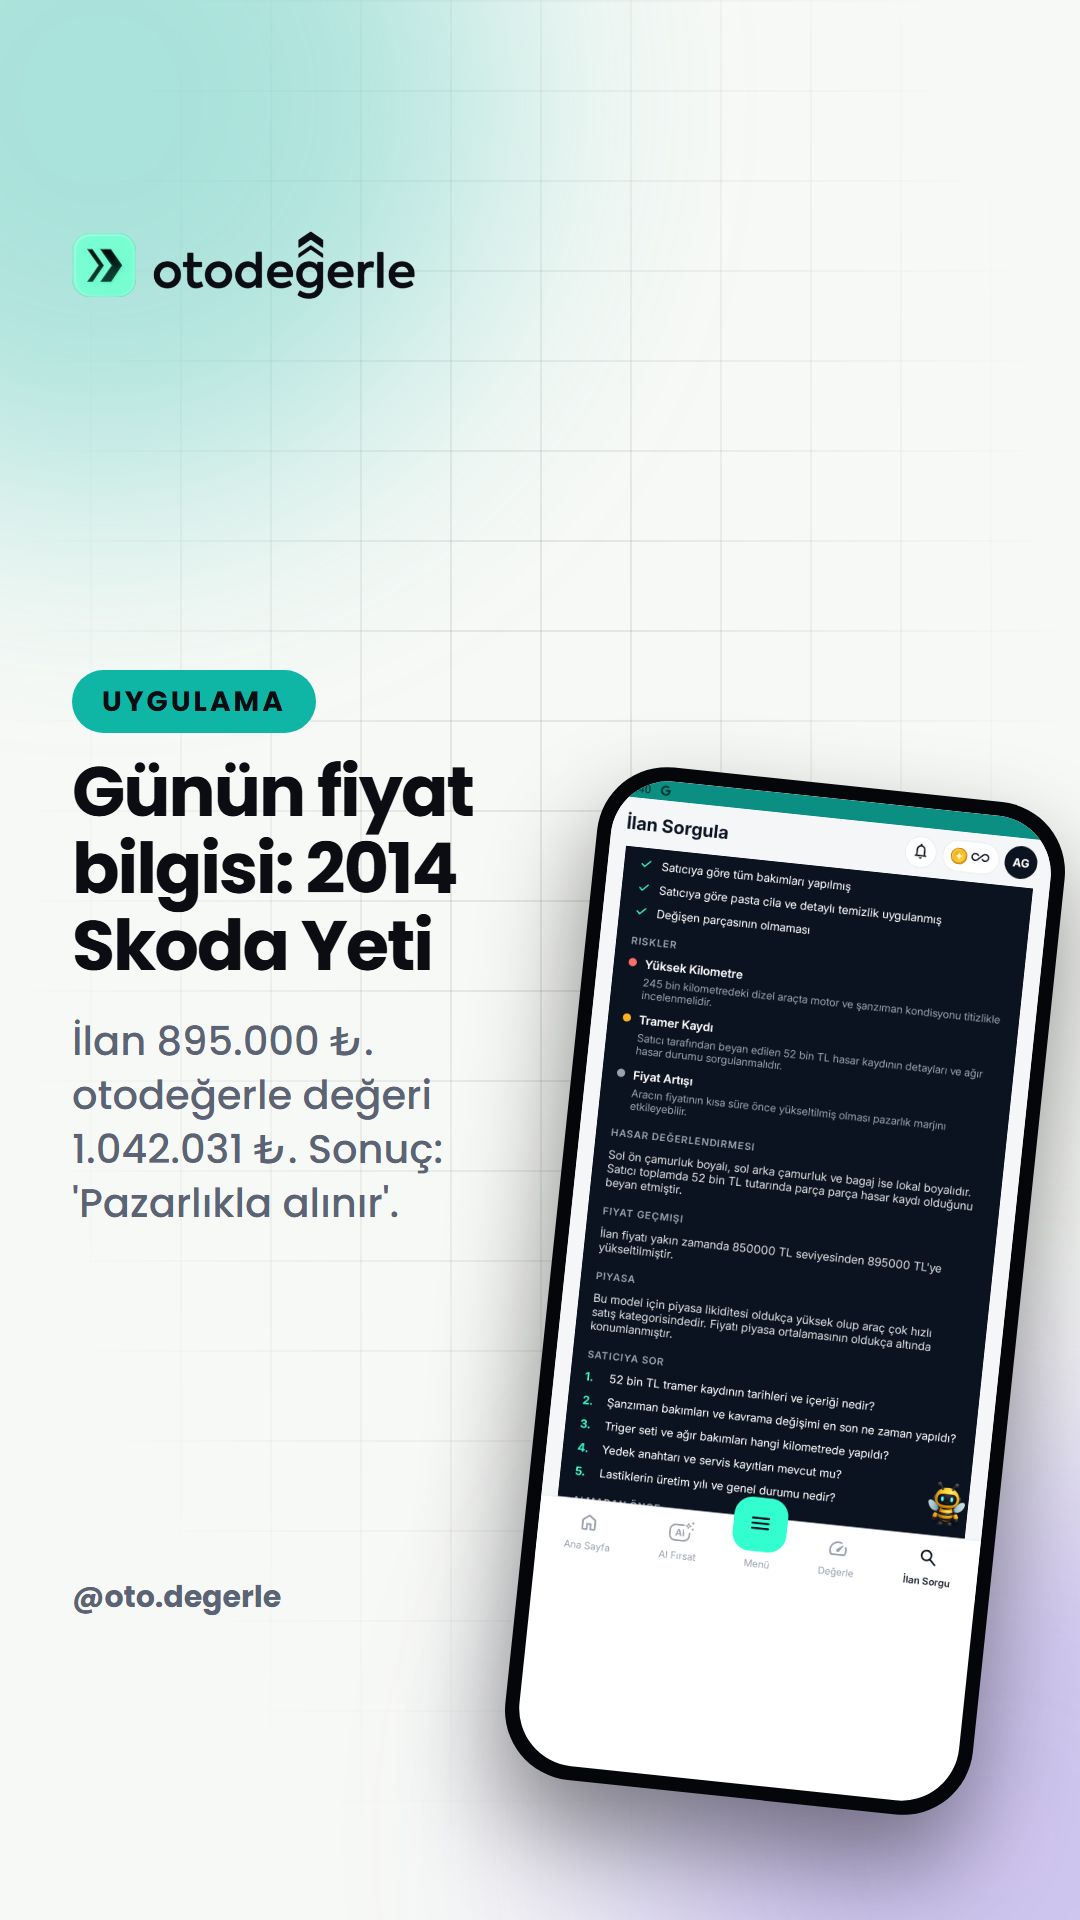 otodeğerle
UYGULAMA
Günün fiyat
bilgisi: 2014
Skoda Yeti
İlan 895.000 ₺.
otodeğerle değeri
1.042.031 ₺. Sonuç:
'Pazarlıkla alınır'.
@oto.degerle
G
İlan Sorgula
AG
Satıcıya göre tüm bakımları yapılmış
Satıcıya göre pasta cila ve detaylı temizlik uygulanmış
Değişen parçasının olmaması
RISKLER
Yüksek Kilometre
245 bin kilometredeki dizel araçta motor ve şanzıman kondisyonu titizlikle
incelenmelidir.
Tramer Kaydı
Satıcı tarafından beyan edilen 52 bin TL hasar kaydının detayları ve ağır
hasar durumu sorgulanmalıdır.
Fiyat Artışı
Aracın fiyatının kısa süre önce yükseltilmiş olması pazarlık marjını
etkileyebilir.
HASAR DEĞERLENDIRMESI
Sol ön çamurluk boyalı, sol arka çamurluk ve bagaj ise lokal boyalıdır.
Satıcı toplamda 52 bin TL tutarında parça parça hasar kaydı olduğunu
beyan etmiştir.
FIYAT GEÇMIŞI
İlan fiyatı yakın zamanda 850000 TL seviyesinden 895000 TL'ye
yükseltilmiştir.
PIYASA
Bu model için piyasa likiditesi oldukça yüksek olup araç çok hızlı
satış kategorisindedir. Fiyatı piyasa ortalamasının oldukça altında
konumlanmıştır.
SATICIYA SOR
1. 52 bin TL tramer kaydının tarihleri ve içeriği nedir?
2. Şanzıman bakımları ve kavrama değişimi en son ne zaman yapıldı?
3. Triger seti ve ağır bakımları hangi kilometrede yapıldı?
4. Yedek anahtarı ve servis kayıtları mevcut mu?
5. Lastiklerin üretim yılı ve genel durumu nedir?
Ana Sayfa
AI
AI Fırsat
Menü
Değerle
İlan Sorgu